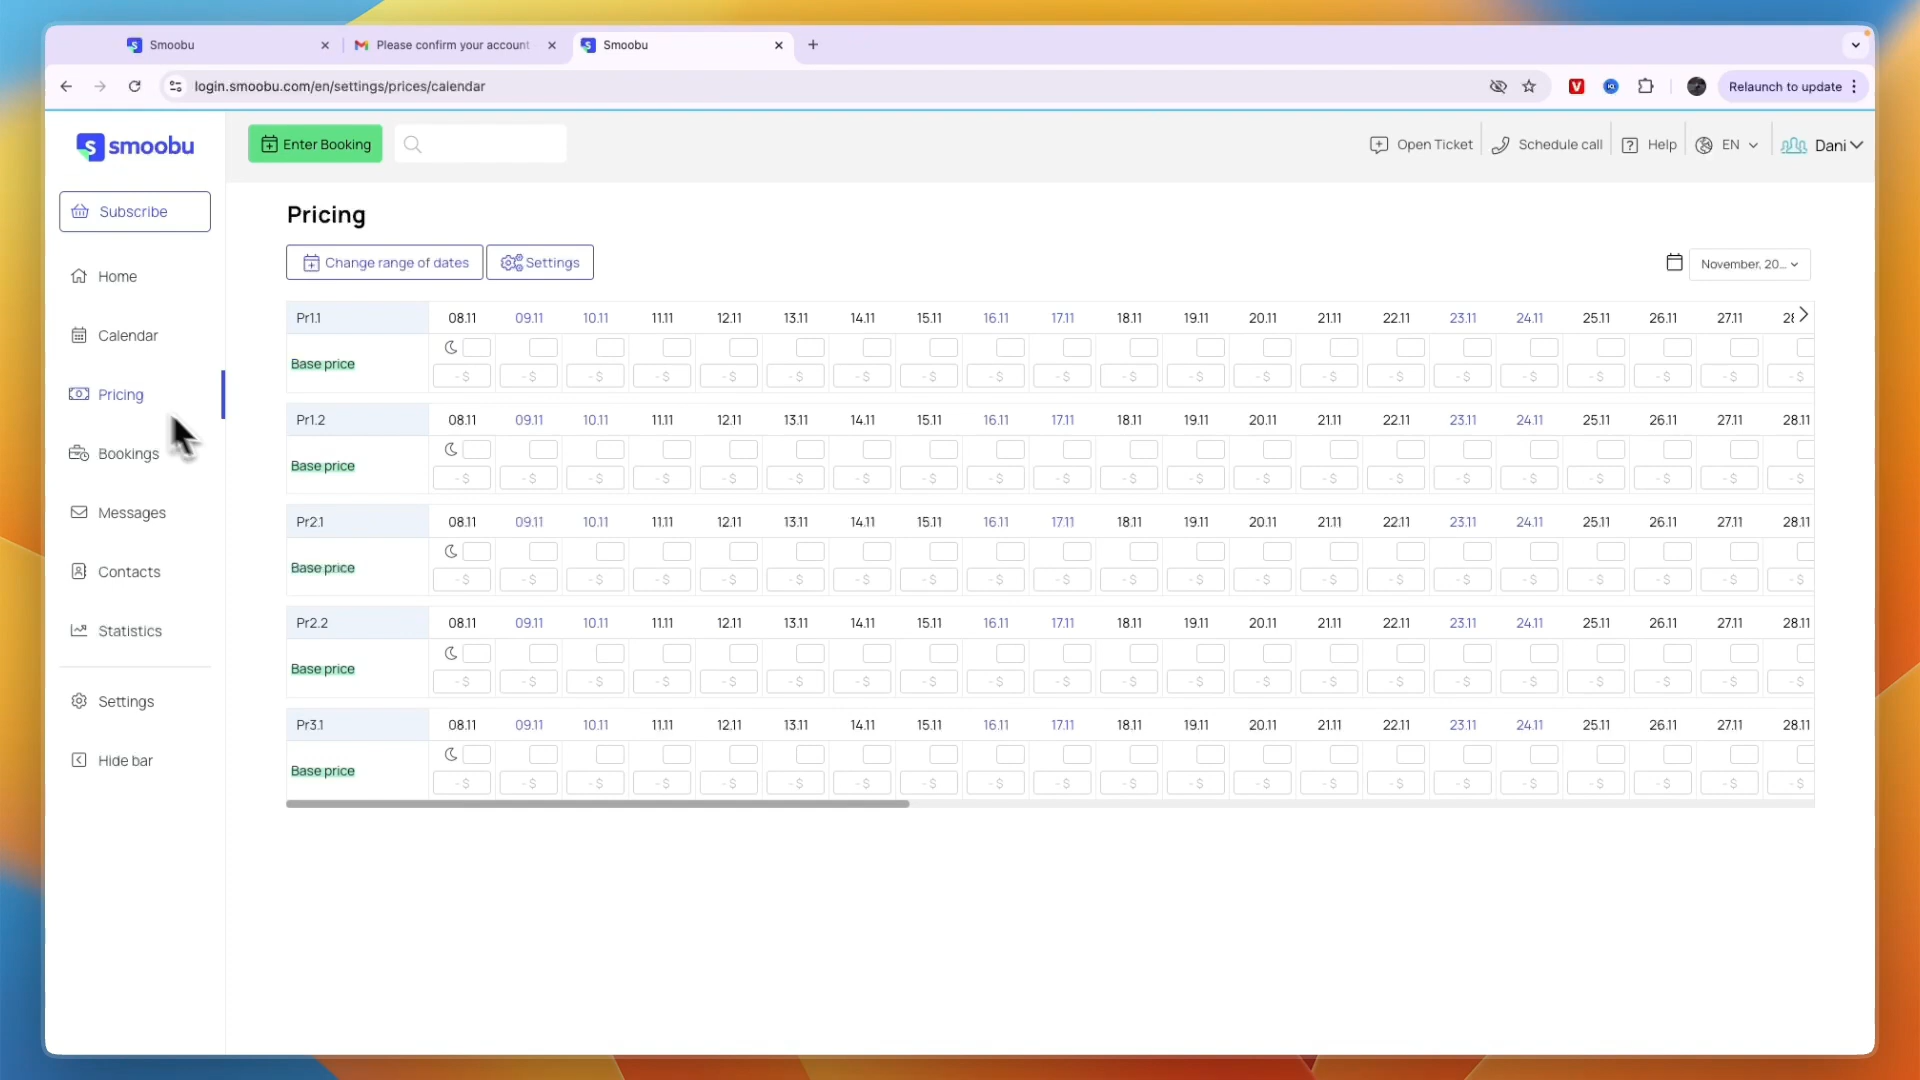 Smoobu
Please confirm your account
Smoobu
login.smoobu.com/en/settings/prices/calendar
Relaunch to update
smoobu
Enter Booking
Open Ticket
Schedule call
Help
EN
Dani
Subscribe
Home
Calendar
Pricing
Bookings
Messages
Contacts
Statistics
Settings
Hide bar
Pricing
Change range of dates
Settings
November, 20...
Pr1.1 08.11 09.11 10.11 11.11 12.11 13.11 14.11 15.11 16.11 17.11 18.11 19.11 20.11 21.11 22.11 23.11 24.11 25.11 26.11 27.11
Base price
- $ - $ - $ - $ - $ - $ - $ - $ - $ - $ - $ - $ - $ - $ - $ - $ - $ - $ - $ - $ - $
Pr1.2 08.11 09.11 10.11 11.11 12.11 13.11 14.11 15.11 16.11 17.11 18.11 19.11 20.11 21.11 22.11 23.11 24.11 25.11 26.11 27.11 28.11
Base price
- $ - $ - $ - $ - $ - $ - $ - $ - $ - $ - $ - $ - $ - $ - $ - $ - $ - $ - $ - $ - $
Pr2.1 08.11 09.11 10.11 11.11 12.11 13.11 14.11 15.11 16.11 17.11 18.11 19.11 20.11 21.11 22.11 23.11 24.11 25.11 26.11 27.11 28.11
Base price
- $ - $ - $ - $ - $ - $ - $ - $ - $ - $ - $ - $ - $ - $ - $ - $ - $ - $ - $ - $ - $
Pr2.2 08.11 09.11 10.11 11.11 12.11 13.11 14.11 15.11 16.11 17.11 18.11 19.11 20.11 21.11 22.11 23.11 24.11 25.11 26.11 27.11 28.11
Base price
- $ - $ - $ - $ - $ - $ - $ - $ - $ - $ - $ - $ - $ - $ - $ - $ - $ - $ - $ - $ - $
Pr3.1 08.11 09.11 10.11 11.11 12.11 13.11 14.11 15.11 16.11 17.11 18.11 19.11 20.11 21.11 22.11 23.11 24.11 25.11 26.11 27.11 28.11
Base price
- $ - $ - $ - $ - $ - $ - $ - $ - $ - $ - $ - $ - $ - $ - $ - $ - $ - $ - $ - $ - $